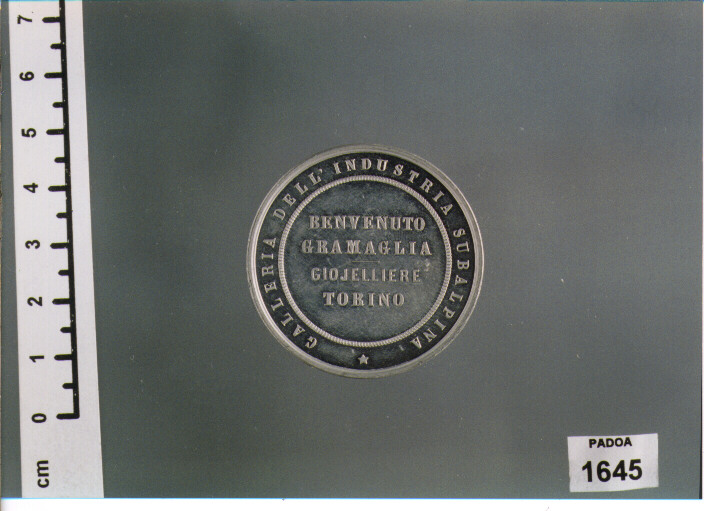 GALLERIA DELL' INDUSTRIA SUBALPINA
BENVENUTO
GRAMAGLIA
GIOJELLIERE
TORINO
7
6
5
4
3
2
1
0
cm
PADOA
1645